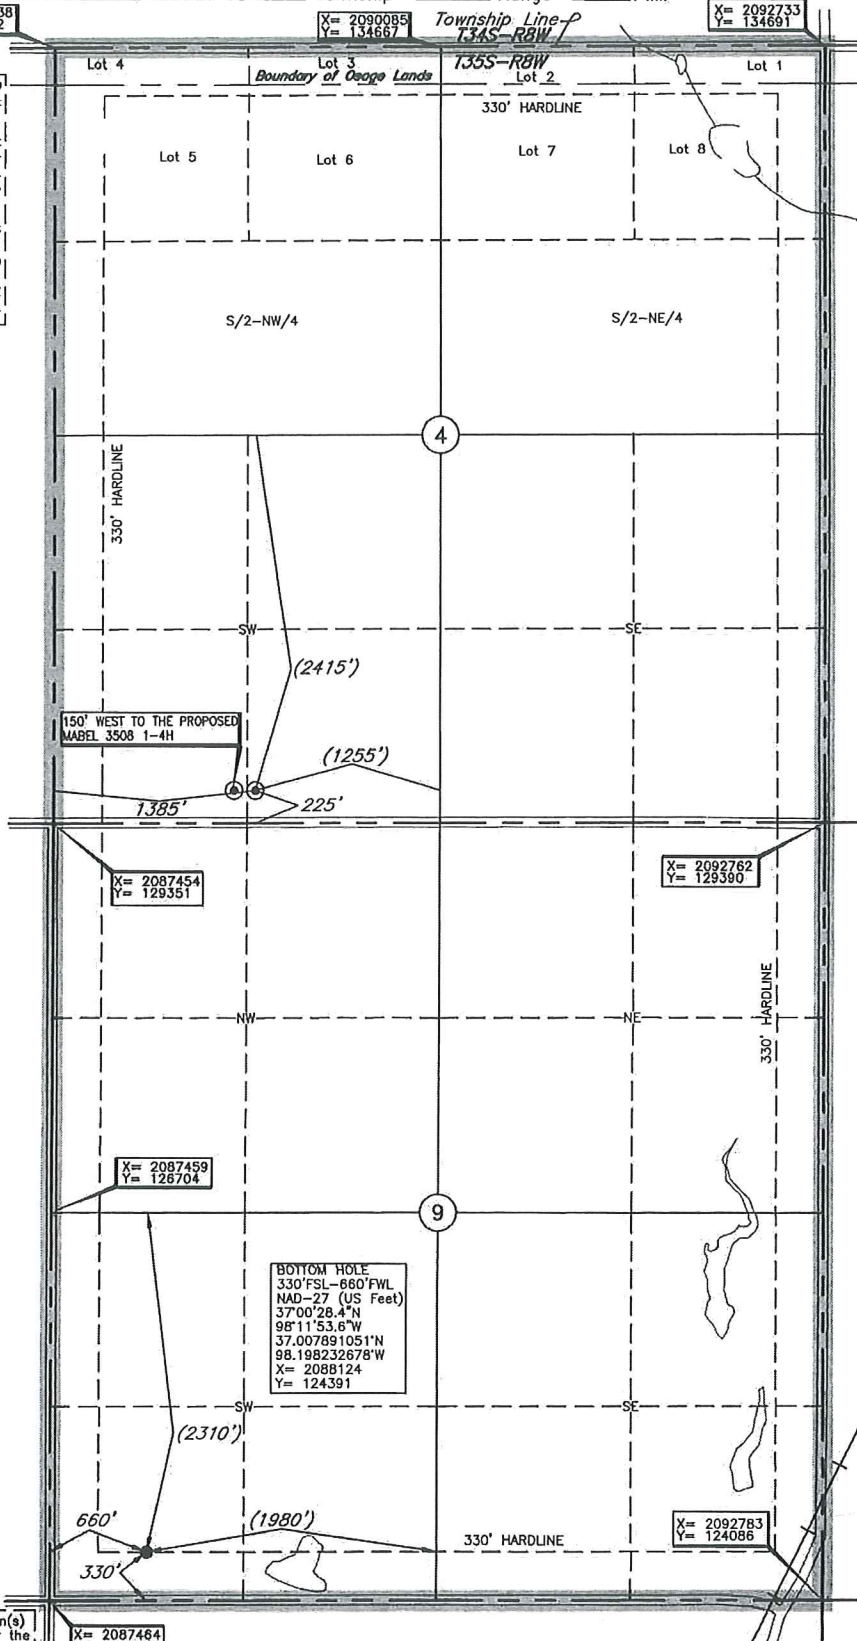 X= 2090085
Y= 134667
Township Line
T34S-R8W
T35S-R8W
X= 2092733
Y= 134691
Lot 4
Lot 3
Lot 2
Lot 1
Boundary of Osage Lands
330' HARDLINE
Lot 5
Lot 6
Lot 7
Lot 8
S/2-NW/4
S/2-NE/4
4
330' HARDLINE
SW
SE
(2415')
150' WEST TO THE PROPOSED
MABEL 3508 1-4H
(1255')
1385'
225'
X= 2087454
Y= 129351
X= 2092762
Y= 129390
330' HARDLINE
NW
NE
X= 2087459
Y= 126704
9
BOTTOM HOLE
330'FSL-660'FWL
NAD-27 (US Feet)
37°00'28.4"N
98°11'53.6"W
37.007891051°N
98.198232678°W
X= 2088124
Y= 124391
SW
SE
(2310')
660'
(1980')
330' HARDLINE
X= 2092783
Y= 124086
330'
n(s)
the
X= 2087464